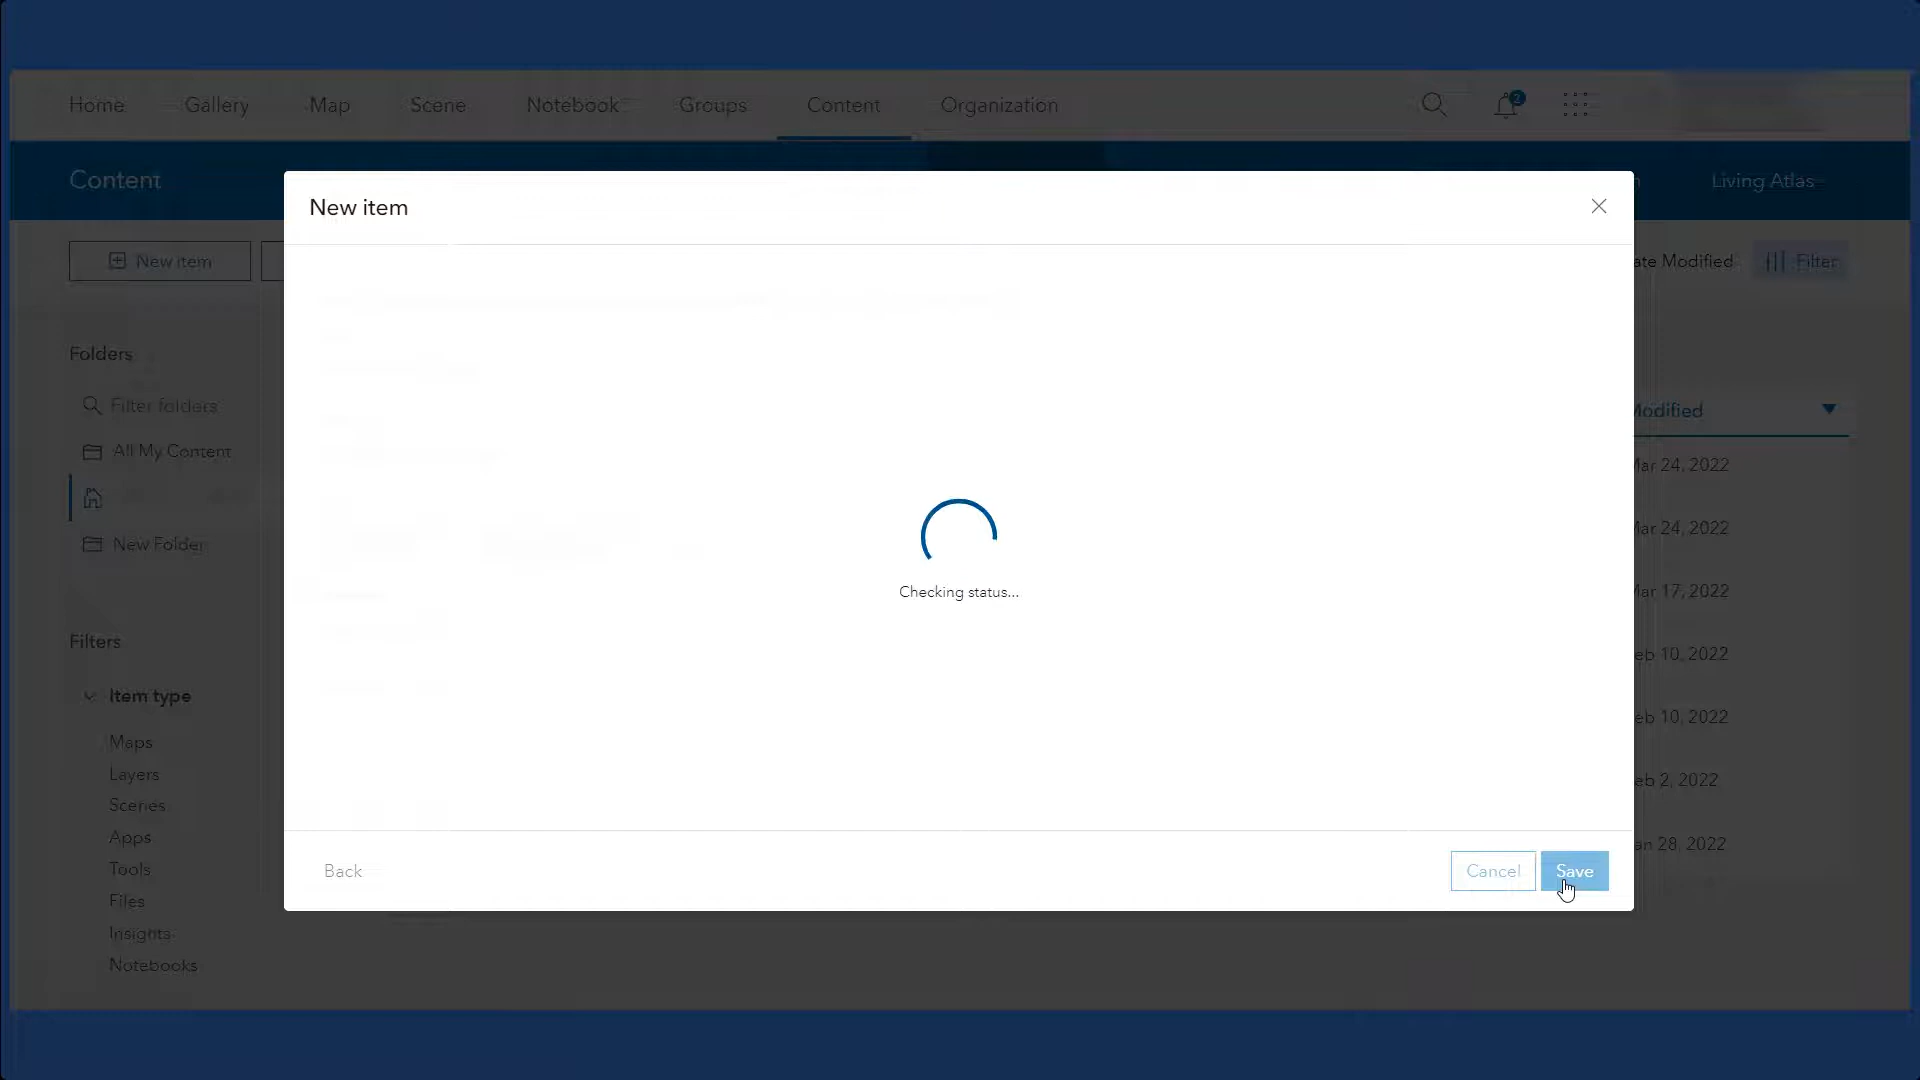 Home Gallery Map Scene Notebook Groups Content Organization 2
Content Living Atlas
New item
New item ate Modified Filter
Folders
Filter folders
Modified
All My Content
Mar 24, 2022
New Folder
Mar 24, 2022
Checking status...
Mar 17, 2022
Filters
eb 10, 2022
Item type
eb 10, 2022
Maps
Layers
eb 2, 2022
Scenes
Apps
an 28, 2022
Tools
Back Cancel Save
Files
Insights
Notebooks